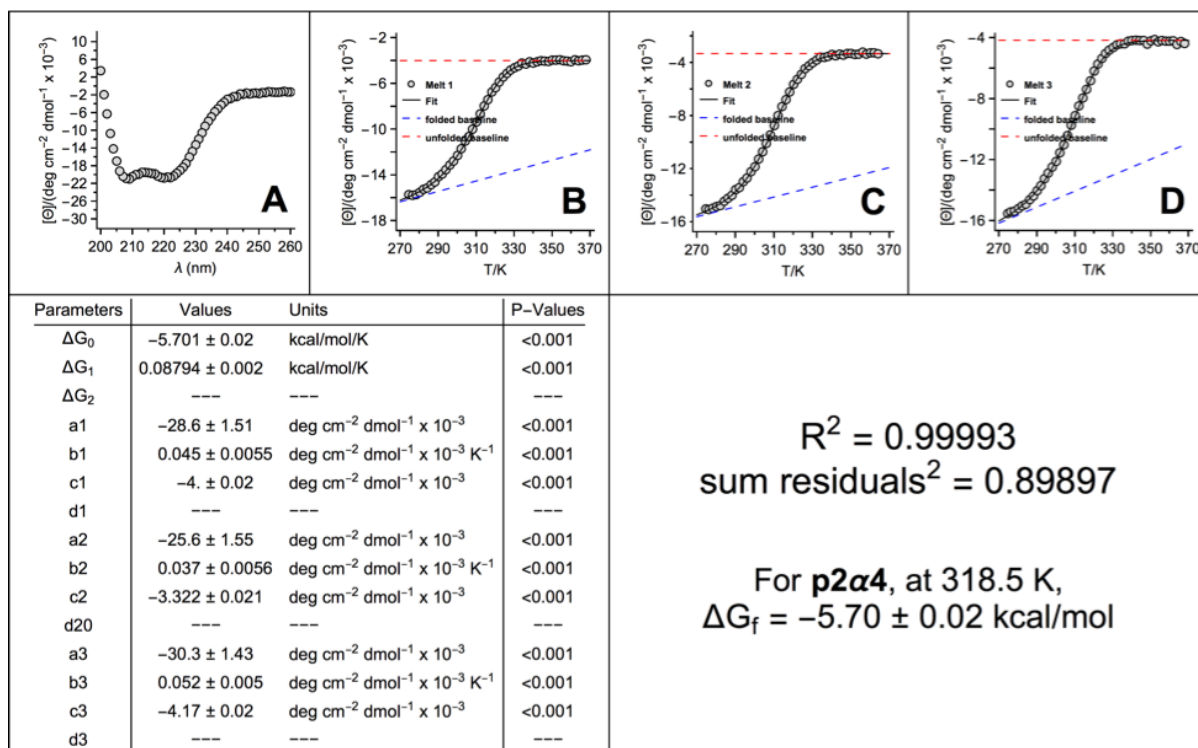 [Θ]/(deg cm⁻² dmol⁻¹ x 10⁻³)
10
6
2
−2
−6
−10
−14
−18
−22
−26
−30
200 210 220 230 240 250 260
λ (nm)
A
[Θ]/(deg cm⁻² dmol⁻¹ x 10⁻³)
−2
−6
−10
−14
−18
Melt 1
Fit
folded baseline
unfolded baseline
270 290 310 330 350 370
T/K
B
[Θ]/(deg cm⁻² dmol⁻¹ x 10⁻³)
−4
−8
−12
−16
Melt 2
Fit
folded baseline
unfolded baseline
270 290 310 330 350 370
T/K
C
[Θ]/(deg cm⁻² dmol⁻¹ x 10⁻³)
−4
−8
−12
−16
Melt 3
Fit
folded baseline
unfolded baseline
270 290 310 330 350 370
T/K
D
Parameters Values Units P−Values
ΔG₀ −5.701 ± 0.02 kcal/mol/K <0.001
ΔG₁ 0.08794 ± 0.002 kcal/mol/K <0.001
ΔG₂ −−− −−− −−−
a1 −28.6 ± 1.51 deg cm⁻² dmol⁻¹ x 10⁻³ <0.001
b1 0.045 ± 0.0055 deg cm⁻² dmol⁻¹ x 10⁻³ K⁻¹ <0.001
c1 −4. ± 0.02 deg cm⁻² dmol⁻¹ x 10⁻³ <0.001
d1 −−− −−− −−−
a2 −25.6 ± 1.55 deg cm⁻² dmol⁻¹ x 10⁻³ <0.001
b2 0.037 ± 0.0056 deg cm⁻² dmol⁻¹ x 10⁻³ K⁻¹ <0.001
c2 −3.322 ± 0.021 deg cm⁻² dmol⁻¹ x 10⁻³ <0.001
d20 −−− −−− −−−
a3 −30.3 ± 1.43 deg cm⁻² dmol⁻¹ x 10⁻³ <0.001
b3 0.052 ± 0.005 deg cm⁻² dmol⁻¹ x 10⁻³ K⁻¹ <0.001
c3 −4.17 ± 0.02 deg cm⁻² dmol⁻¹ x 10⁻³ <0.001
d3 −−− −−− −−−
R² = 0.99993
sum residuals² = 0.89897
For p2α4, at 318.5 K,
ΔG_f = −5.70 ± 0.02 kcal/mol